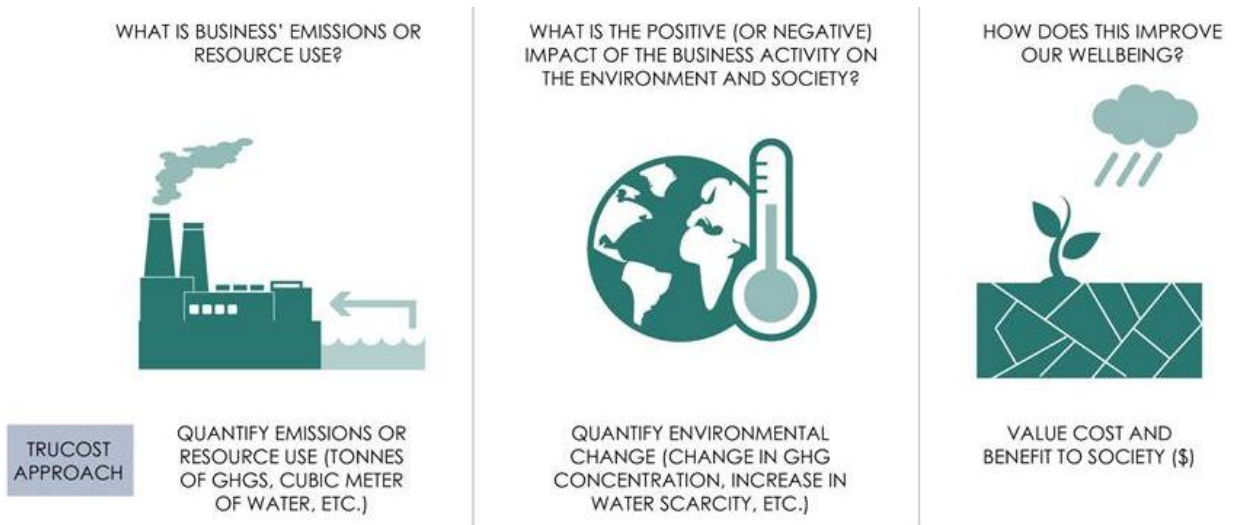 WHAT IS BUSINESS’ EMISSIONS OR
RESOURCE USE?
WHAT IS THE POSITIVE (OR NEGATIVE)
IMPACT OF THE BUSINESS ACTIVITY ON
THE ENVIRONMENT AND SOCIETY?
HOW DOES THIS IMPROVE
OUR WELLBEING?
TRUCOST
APPROACH
QUANTIFY EMISSIONS OR
RESOURCE USE (TONNES
OF GHGS, CUBIC METER
OF WATER, ETC.)
QUANTIFY ENVIRONMENTAL
CHANGE (CHANGE IN GHG
CONCENTRATION, INCREASE IN
WATER SCARCITY, ETC.)
VALUE COST AND
BENEFIT TO SOCIETY ($)